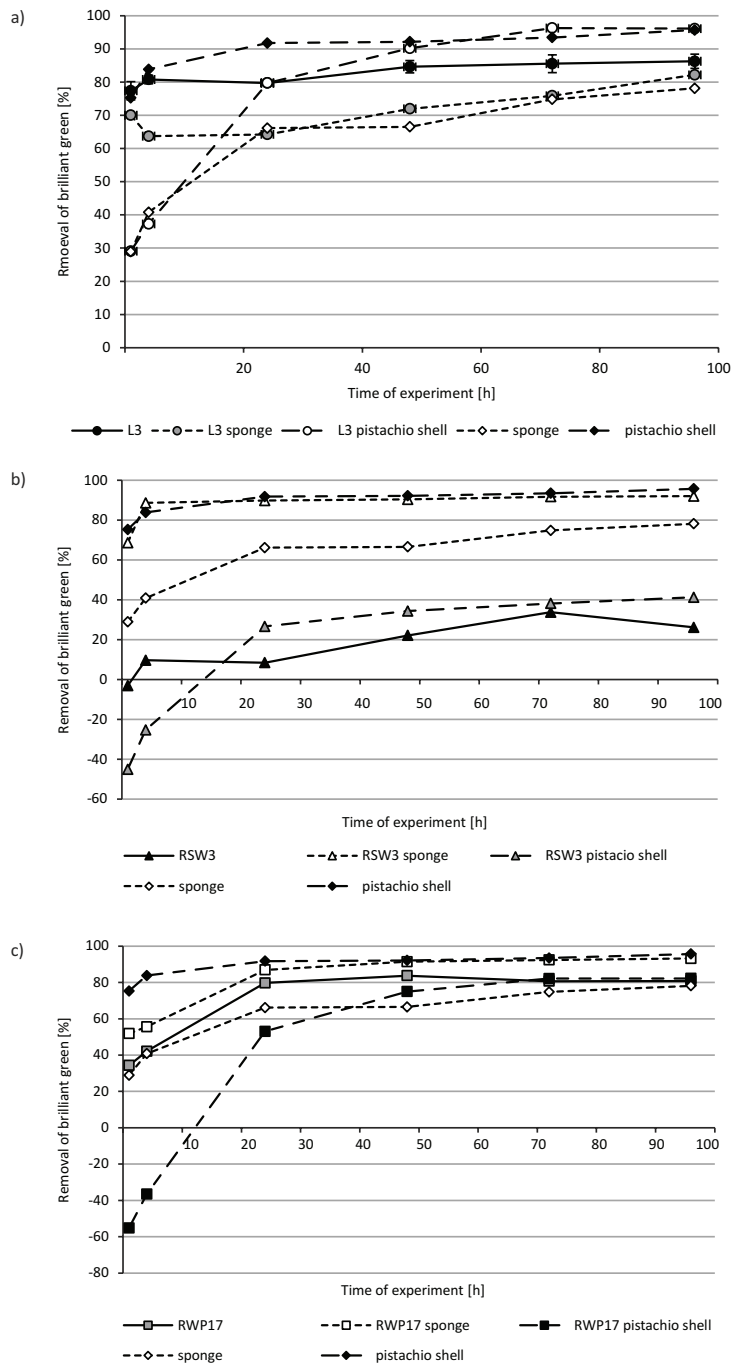 a)
Rmoeval of brilliant green [%]
100
90
80
70
60
50
40
30
20
10
0
20 40 60 80 100
Time of experiment [h]
L3 L3 sponge L3 pistachio shell sponge pistachio shell
b)
Removal of brilliant green [%]
100
80
60
40
20
0
10 20 30 40 50 60 70 80 90 100
-20
-40
-60
Time of experiment [h]
RSW3 RSW3 sponge RSW3 pistacio shell
sponge pistachio shell
c)
Removal of brilliant green [%]
100
80
60
40
20
0
10 20 30 40 50 60 70 80 90 100
-20
-40
-60
-80
Time of experiment [h]
RWP17 RWP17 sponge RWP17 pistachio shell
sponge pistachio shell